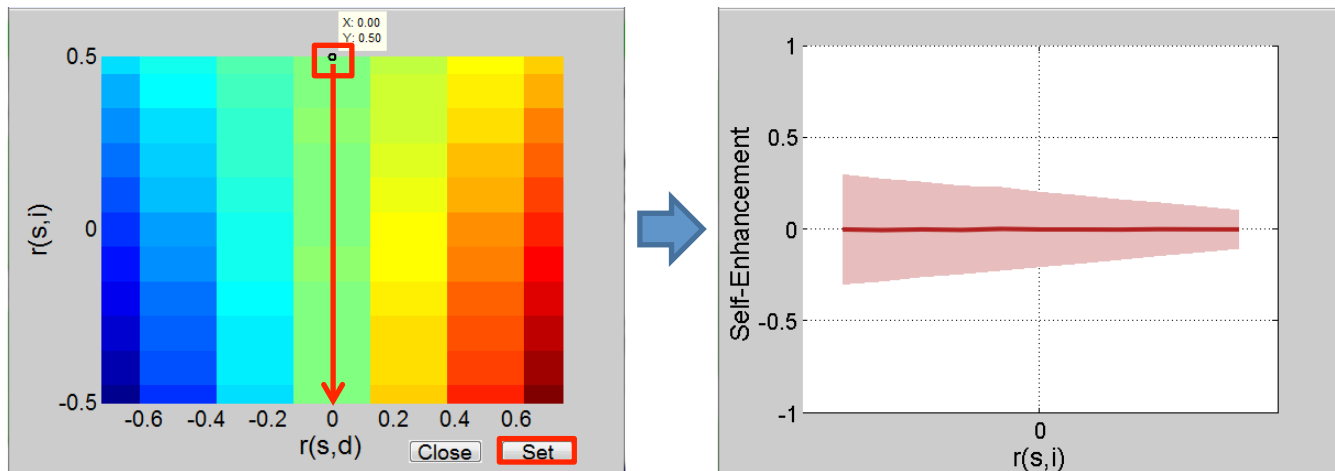 X: 0.00
Y: 0.50
0.5
0
-0.5
r(s,i)
-0.6 -0.4 -0.2 0 0.2 0.4 0.6
r(s,d)
Close
Set
1
0.5
0
-0.5
-1
Self-Enhancement
0
r(s,i)